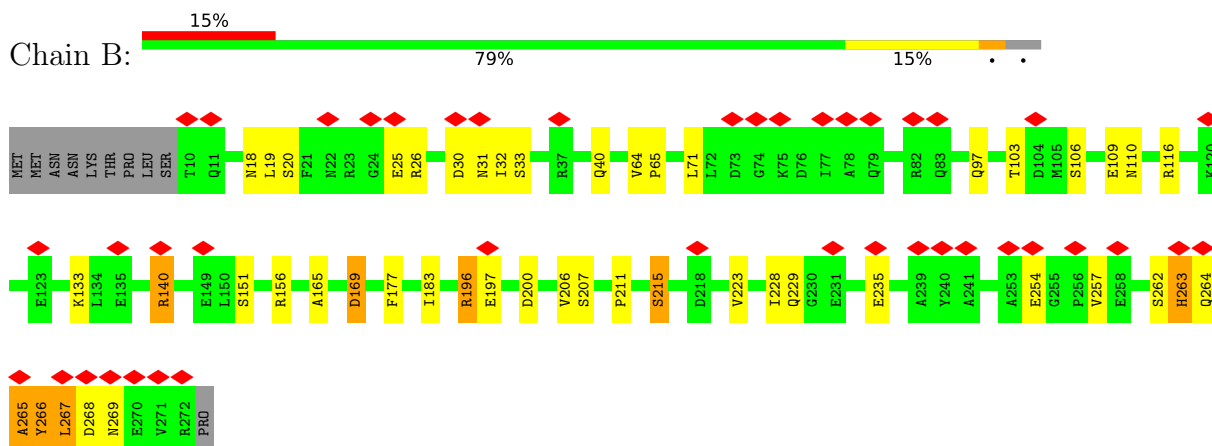 15%
Chain B:
79% 15% • •
MET MET ASN ASN LYS THR PRO LEU SER T10 Q11 N18 L19 S20 F21 N22 R23 G24 E25 R26 D30 N31 I32 S33 R37 Q40 V64 P65 L71 L72 D73 G74 K75 D76 I77 A78 Q79 R82 Q83 Q97 T103 D104 M105 S106 E109 N110 R116 K120
E123 K133 L134 E135 R140 E149 L150 S151 R156 A165 D169 F177 I183 R196 E197 D200 V206 S207 P211 S215 D218 V223 I228 Q229 G230 E231 E235 A239 Y240 A241 A253 E254 G255 P256 V257 E258 S262 H263 Q264
A265 Y266 L267 D268 N269 E270 V271 R272 PRO